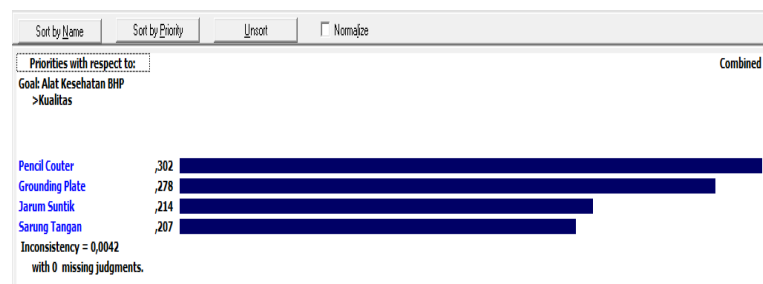 Sort by Name Sort by Priority Unsort Normalize
Priorities with respect to: Combined
Goal: Alat Kesehatan BHP
>Kualitas
Pencil Couter ,302
Grounding Plate ,278
Jarum Suntik ,214
Sarung Tangan ,207
Inconsistency = 0,0042
with 0 missing judgments.